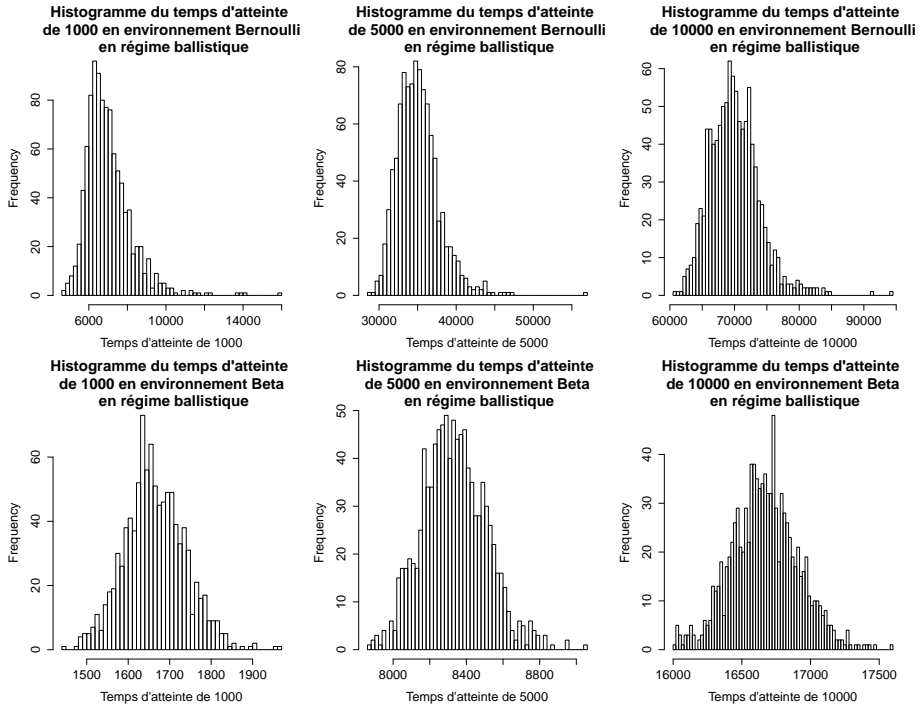 Histogramme du temps d'atteinte
de 1000 en environnement Bernoulli
en régime ballistique
Frequency
0
20
40
60
80
6000
10000
14000
Temps d'atteinte de 1000
Histogramme du temps d'atteinte
de 5000 en environnement Bernoulli
en régime ballistique
Frequency
0
20
40
60
80
30000
40000
50000
Temps d'atteinte de 5000
Histogramme du temps d'atteinte
de 10000 en environnement Bernoulli
en régime ballistique
Frequency
0
10
20
30
40
50
60
60000
70000
80000
90000
Temps d'atteinte de 10000
Histogramme du temps d'atteinte
de 1000 en environnement Beta
en régime ballistique
Frequency
0
20
40
60
1500
1600
1700
1800
1900
Temps d'atteinte de 1000
Histogramme du temps d'atteinte
de 5000 en environnement Beta
en régime ballistique
Frequency
0
10
20
30
40
50
8000
8400
8800
Temps d'atteinte de 5000
Histogramme du temps d'atteinte
de 10000 en environnement Beta
en régime ballistique
Frequency
0
10
20
30
40
16000
16500
17000
17500
Temps d'atteinte de 10000